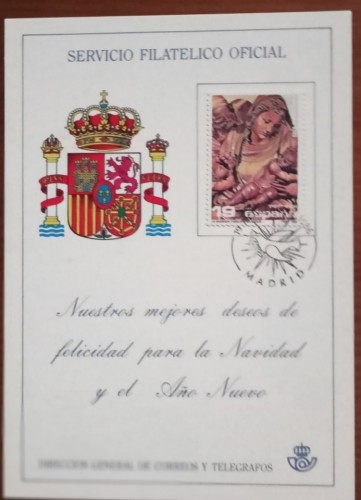 SERVICIO FILATELICO OFICIAL
19
españa
MADRID
Nuestros mejores deseos de
felicidad para la Navidad
y el Año Nuevo
DIRECCION GENERAL DE CORREOS Y TELEGRAFOS